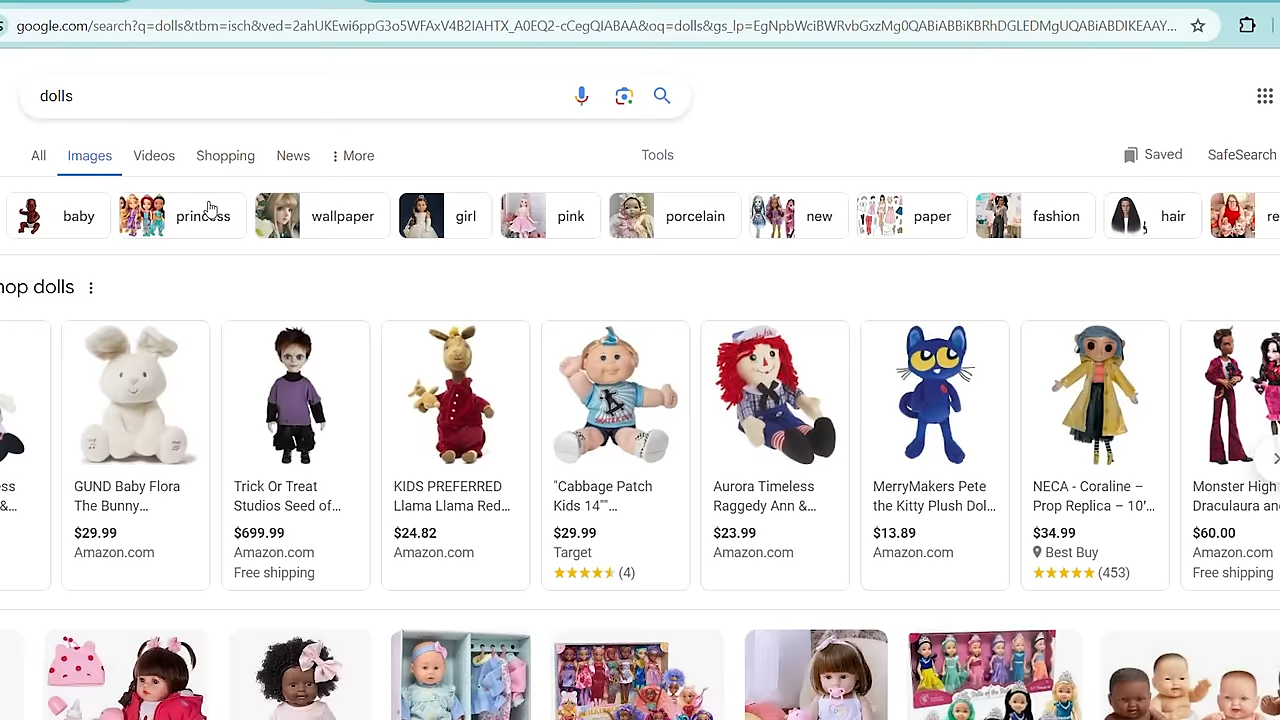 google.com/search?q=dolls&tbm=isch&ved=2ahUKEwi6ppG3o5WFAxV4B2IAHTX_A0EQ2-cCegQIABAA&oq=dolls&gs_lp=EgNpbWciBWRvbGxzMg0QABiABBiKBRhDGLEDMgUQABiABDIKEAAY...
dolls
All Images Videos Shopping News More Tools Saved SafeSearch
baby princess wallpaper girl pink porcelain new paper fashion hair
hop dolls
ss
&...
GUND Baby Flora
The Bunny...
$29.99
Amazon.com
Trick Or Treat
Studios Seed of...
$699.99
Amazon.com
Free shipping
KIDS PREFERRED
Llama Llama Red...
$24.82
Amazon.com
"Cabbage Patch
Kids 14""...
$29.99
Target
(4)
Aurora Timeless
Raggedy Ann &...
$23.99
Amazon.com
MerryMakers Pete
the Kitty Plush Dol...
$13.89
Amazon.com
NECA - Coraline –
Prop Replica – 10'...
$34.99
Best Buy
(453)
Monster High
Draculaura an
$60.00
Amazon.com
Free shipping